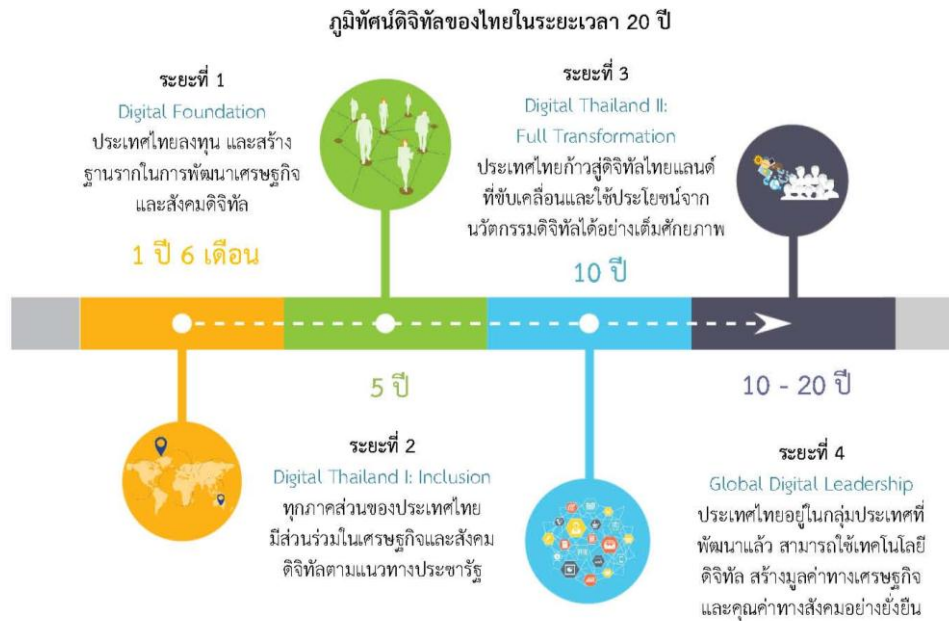 ภูมิทัศน์ดิจิทัลของไทยในระยะเวลา 20 ปี
ระยะที่ 1
Digital Foundation
ประเทศไทยลงทุน และสร้าง
ฐานรากในการพัฒนาเศรษฐกิจ
และสังคมดิจิทัล
1 ปี 6 เดือน
5 ปี
ระยะที่ 2
Digital Thailand I: Inclusion
ทุกภาคส่วนของประเทศไทย
มีส่วนร่วมในเศรษฐกิจและสังคม
ดิจิทัลตามแนวทางประชารัฐ
ระยะที่ 3
Digital Thailand II:
Full Transformation
ประเทศไทยก้าวสู่ดิจิทัลไทยแลนด์
ที่ขับเคลื่อนและใช้ประโยชน์จาก
นวัตกรรมดิจิทัลได้อย่างเต็มศักยภาพ
10 ปี
10 - 20 ปี
ระยะที่ 4
Global Digital Leadership
ประเทศไทยอยู่ในกลุ่มประเทศที่
พัฒนาแล้ว สามารถใช้เทคโนโลยี
ดิจิทัล สร้างมูลค่าทางเศรษฐกิจ
และคุณค่าทางสังคมอย่างยั่งยืน